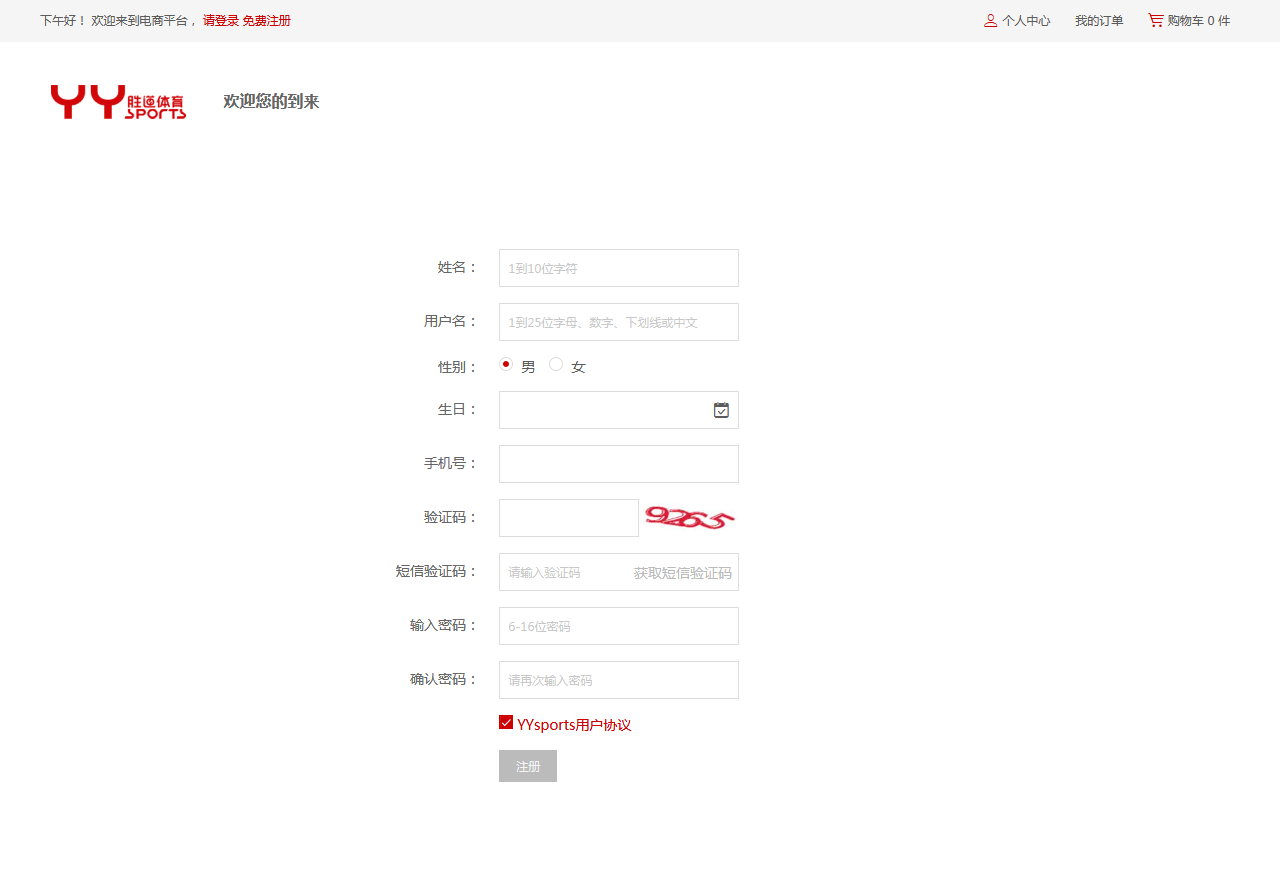 下午好！ 欢迎来到电商平台， 请登录 免费注册
个人中心 我的订单 购物车 0 件
YY 胜道体育 SPORTS
欢迎您的到来
姓名： 1到10位字符
用户名： 1到25位字母、数字、下划线或中文
性别： 男 女
生日：
手机号：
验证码： 9265
短信验证码： 请输入验证码 获取短信验证码
输入密码： 6-16位密码
确认密码： 请再次输入密码
YYsports用户协议
注册